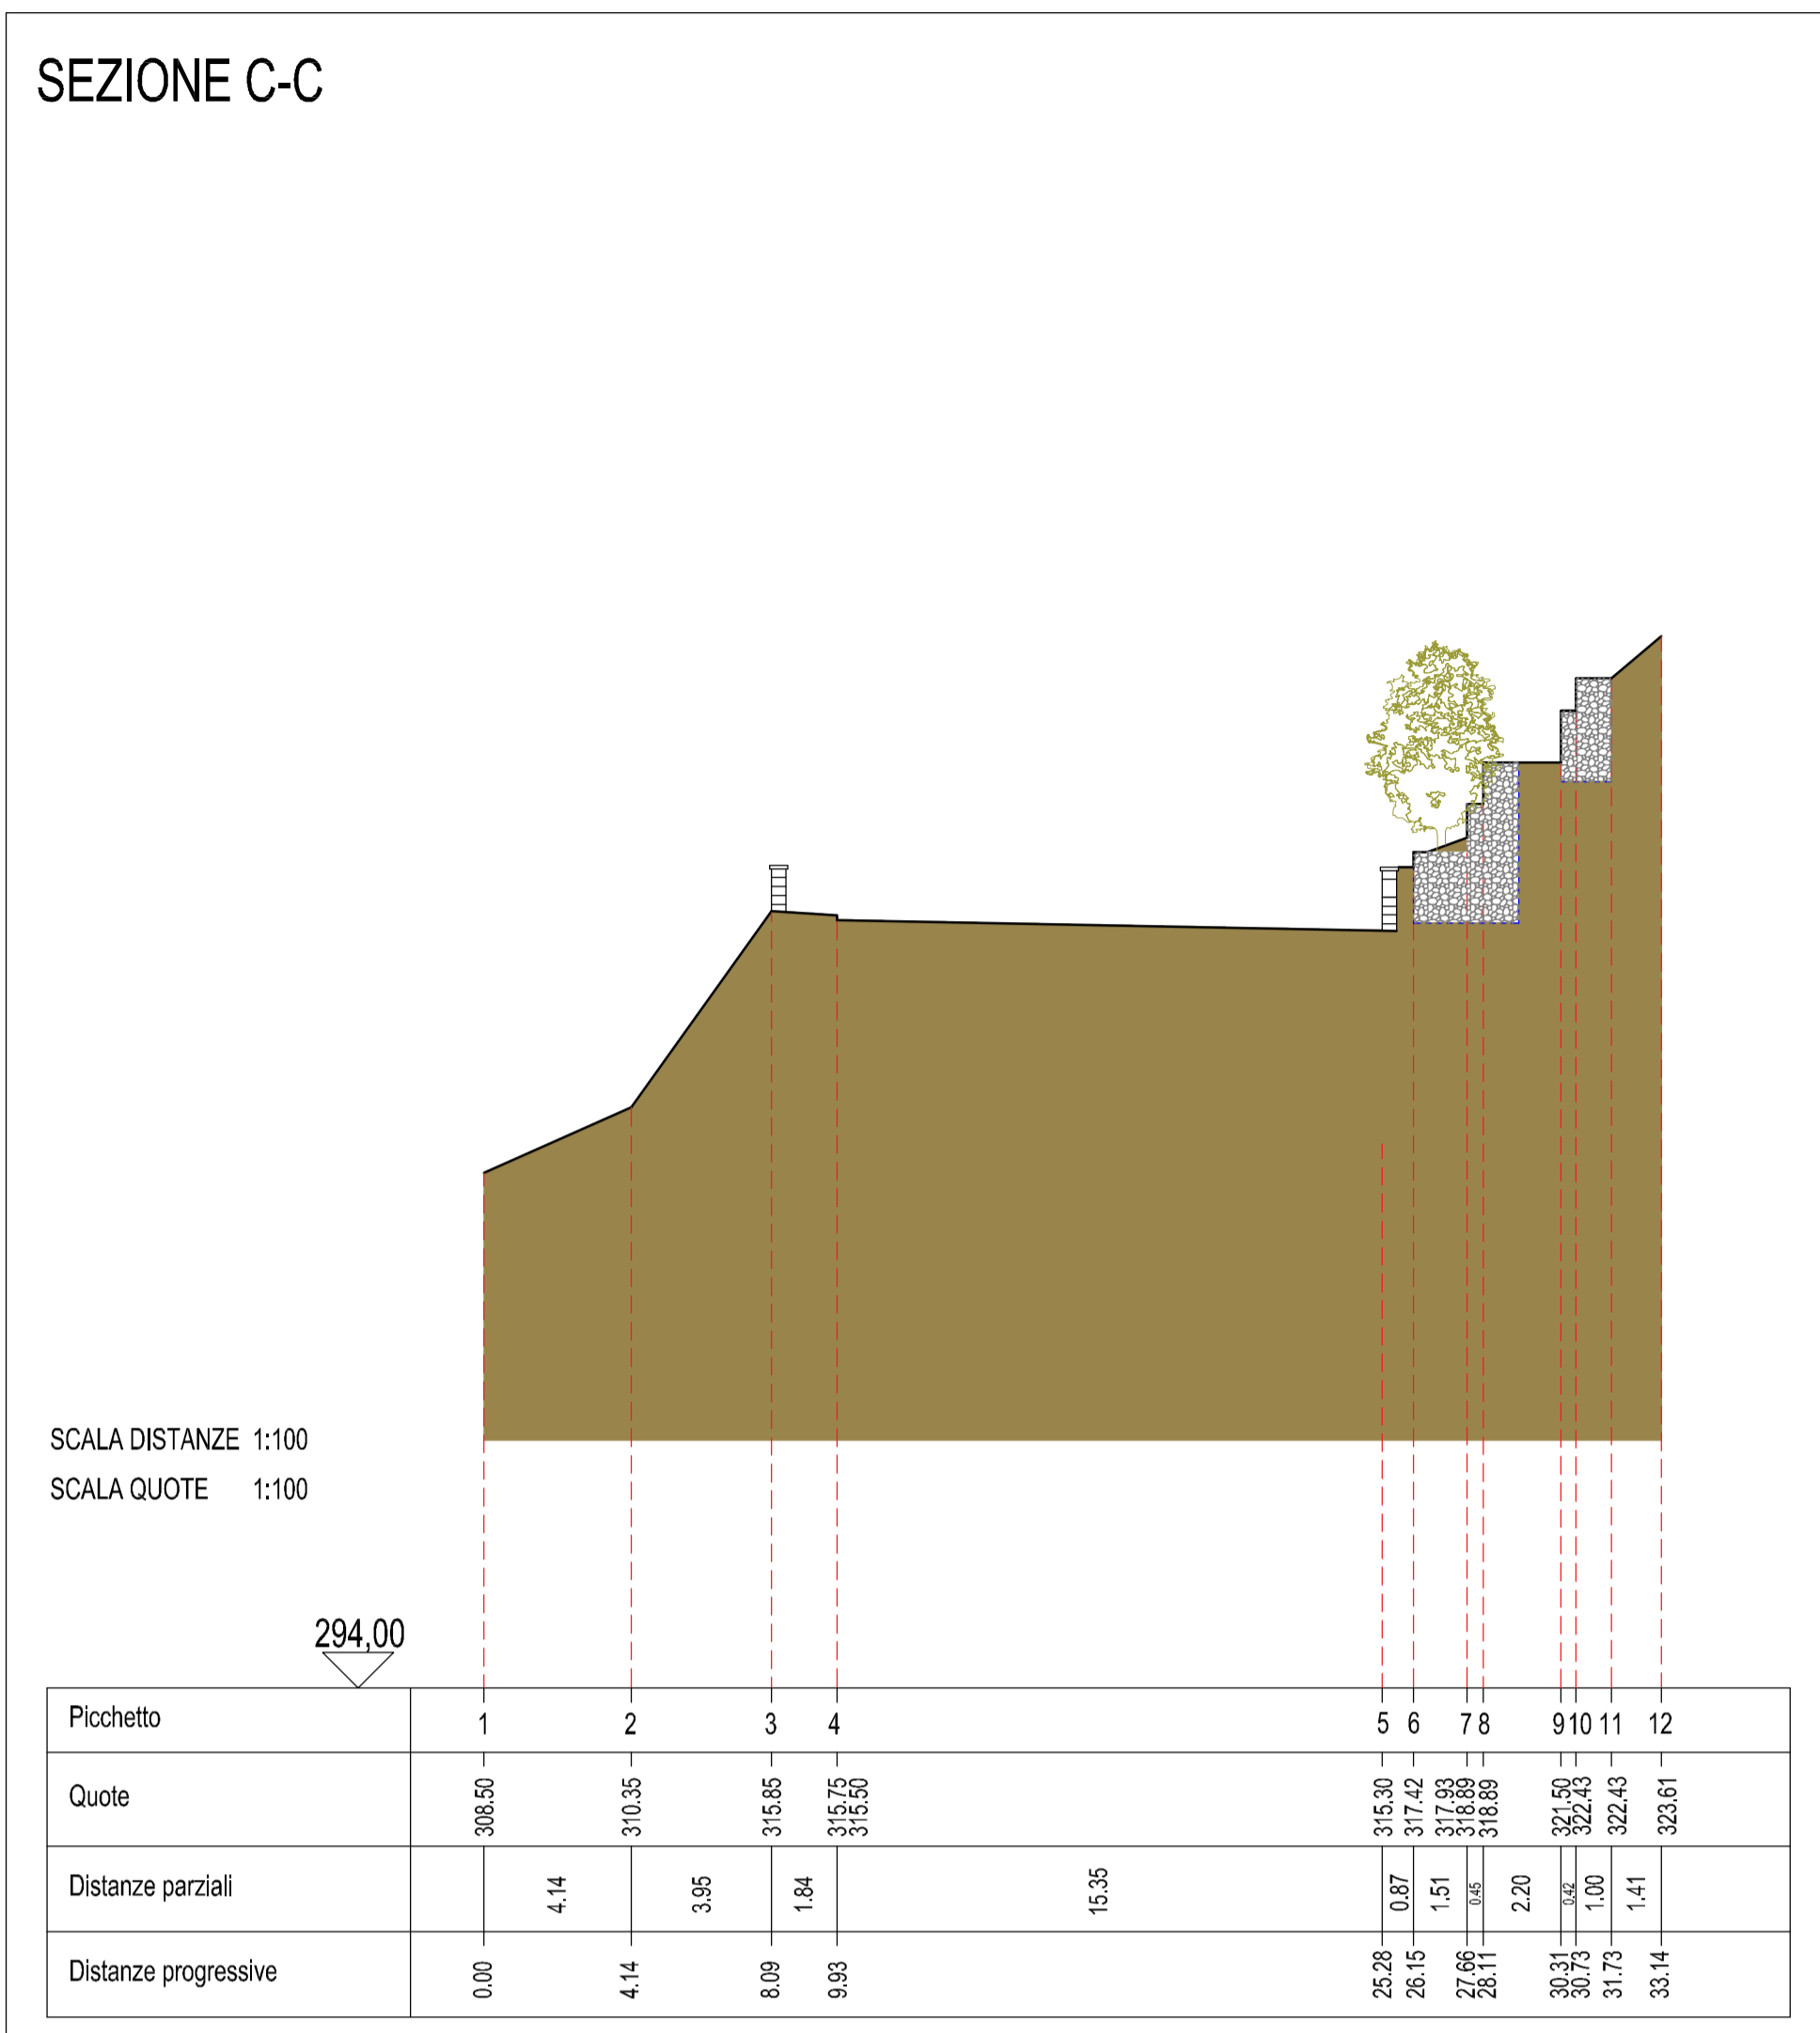 SEZIONE C-C
SCALA DISTANZE 1:100
SCALA QUOTE 1:100
294,00
Picchetto 1 2 3 4 5 6 7 8 9 10 11 12
Quote 308.50 310.35 315.85 315.75 315.50 315.30 317.42 317.93 318.89 318.89 321.50 322.43 322.43 323.61
Distanze parziali 4.14 3.95 1.84 15.35 0.87 1.51 0.45 2.20 0.42 1.00 1.41
Distanze progressive 0.00 4.14 8.09 9.93 25.28 26.15 27.66 28.11 30.31 30.73 31.73 33.14